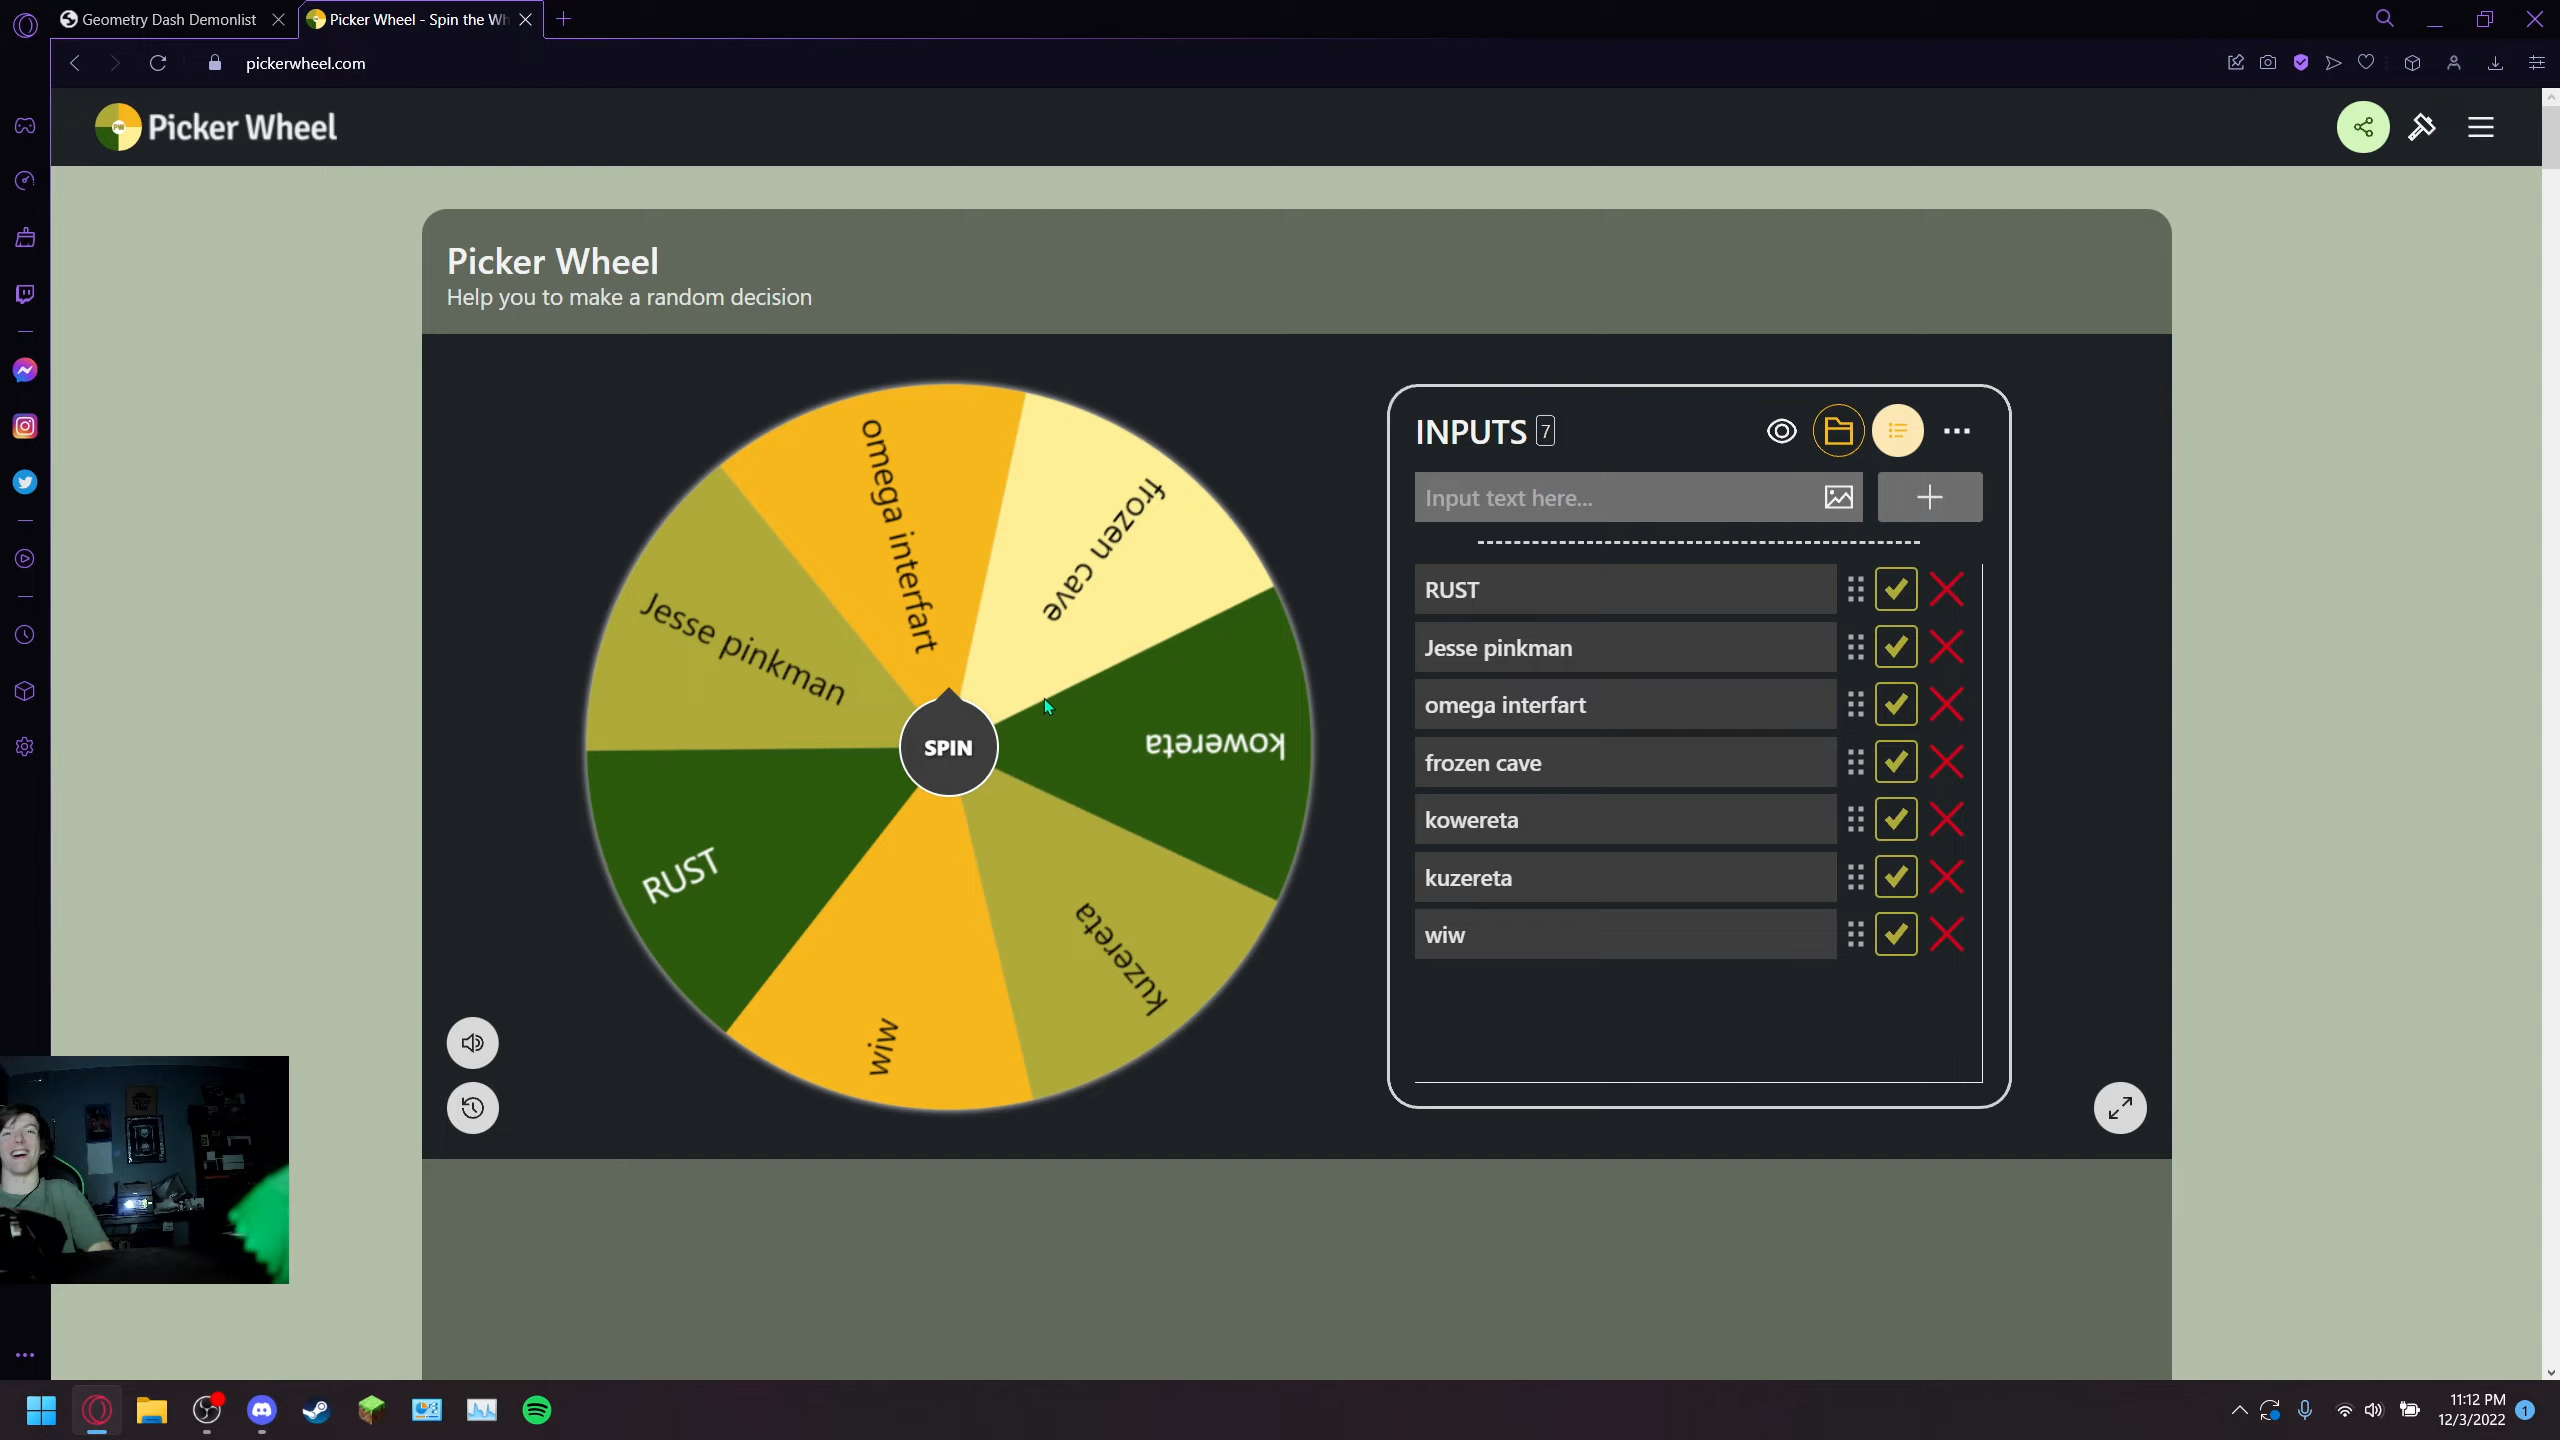 Geometry Dash Demonlist
Picker Wheel - Spin the Wh
pickerwheel.com
PW
Picker Wheel
Picker Wheel
Help you to make a random decision
omega interfart
frozen cave
Jesse pinkman
kowereta
SPIN
RUST
kuzereta
wiw
INPUTS 7
Input text here...
RUST
Jesse pinkman
omega interfart
frozen cave
kowereta
kuzereta
wiw
11:12 PM
12/3/2022
1